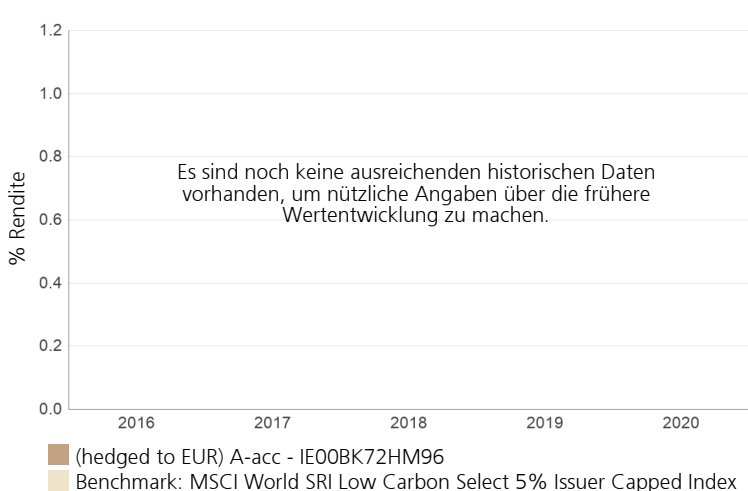 1.2
1.0
0.8
Es sind noch keine ausreichenden historischen Daten
vorhanden, um nützliche Angaben über die frühere
Wertentwicklung zu machen.
0.6
% Rendite
0.4
0.2
0.0
2016 2017 2018 2019 2020
(hedged to EUR) A-acc - IE00BK72HM96
Benchmark: MSCI World SRI Low Carbon Select 5% Issuer Capped Index